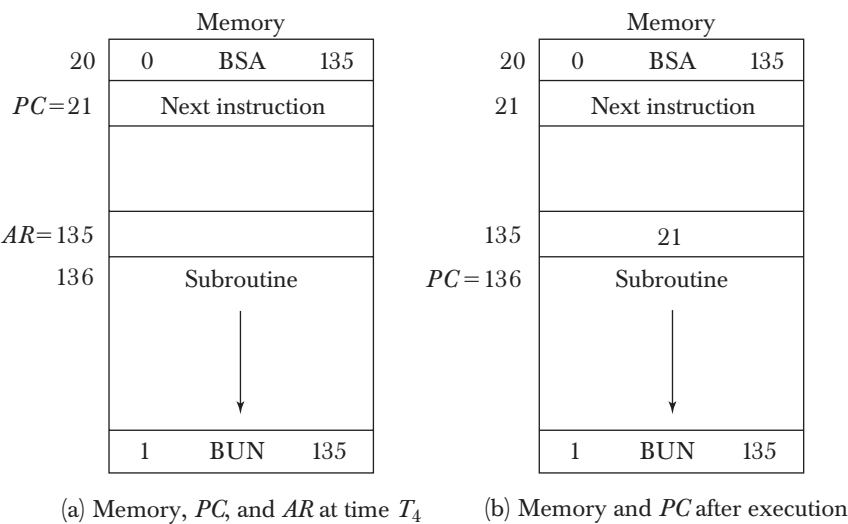 Memory
20 0 BSA 135
PC=21 Next instruction
AR=135
136 Subroutine
1 BUN 135
(a) Memory, PC, and AR at time T₄
Memory
20 0 BSA 135
21 Next instruction
135 21
PC=136 Subroutine
1 BUN 135
(b) Memory and PC after execution